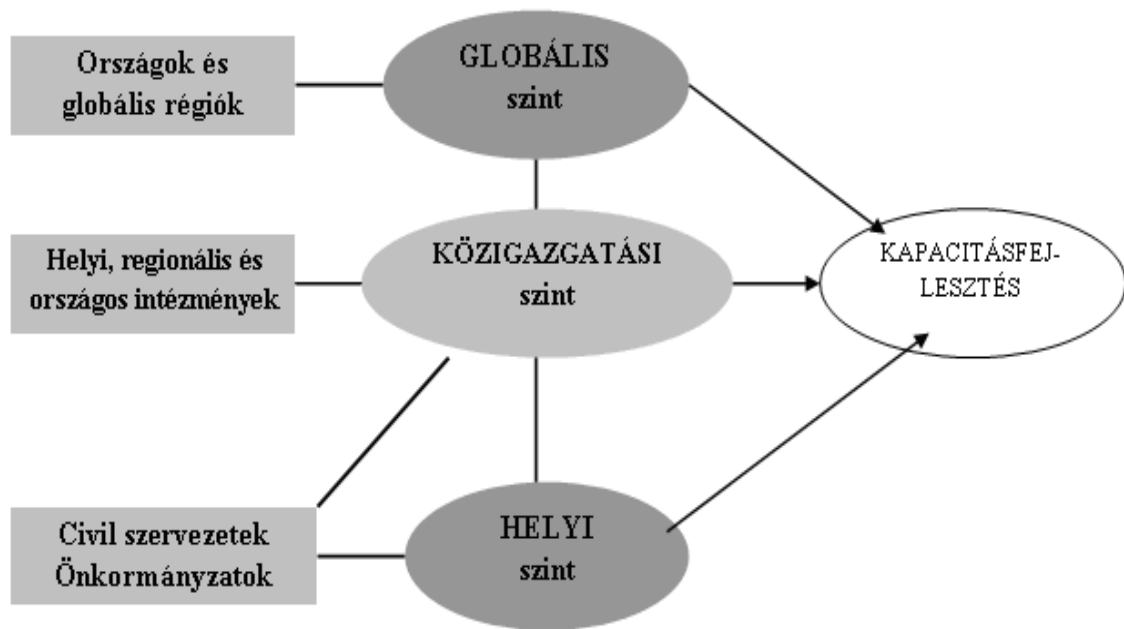 Országok és
globális régiók
GLOBÁLIS
szint
Helyi, regionális és
országos intézmények
KÖZIGAZGATÁSI
szint
KAPACITÁSFEJ-
LESZTÉS
Civil szervezetek
Önkormányzatok
HELYI
szint